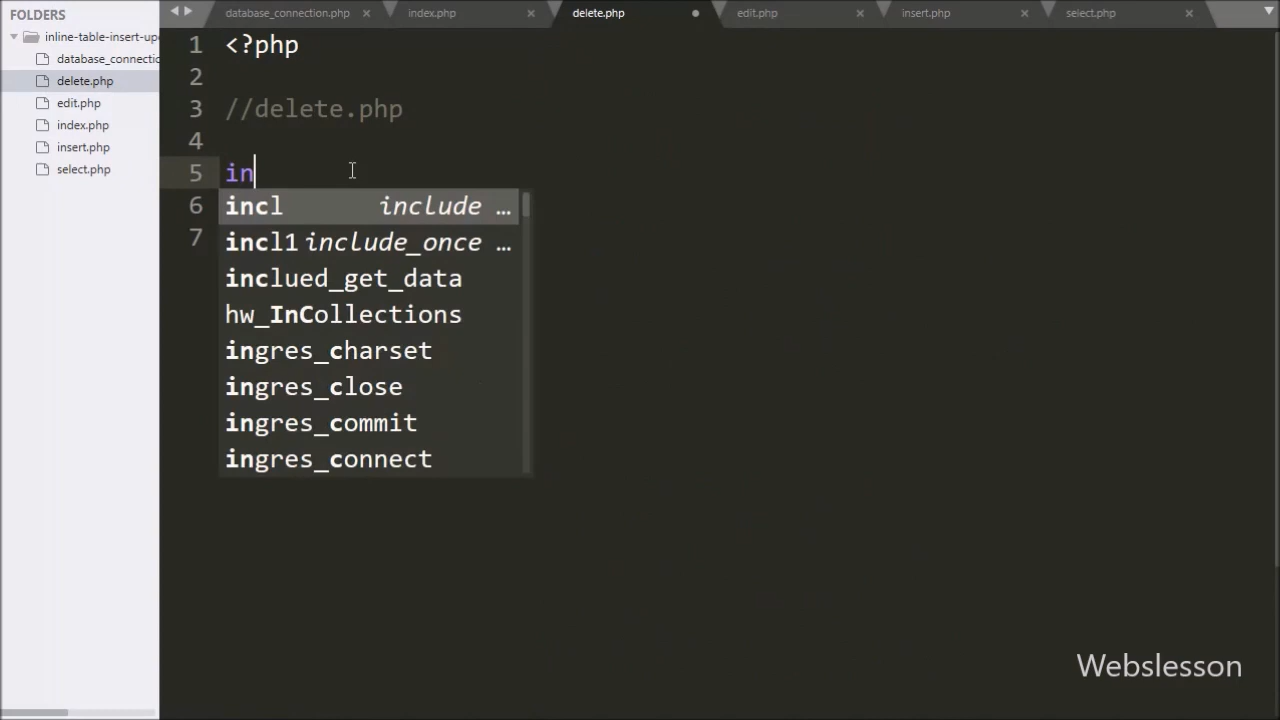 FOLDERS
inline-table-insert-up
database_connectio
delete.php
edit.php
index.php
insert.php
select.php
database_connection.php
index.php
delete.php
edit.php
insert.php
select.php
1 <?php
2
3 //delete.php
4
5 in
6
7
incl include …
incl1 include_once …
inclued_get_data
hw_InCollections
ingres_charset
ingres_close
ingres_commit
ingres_connect
Webslesson